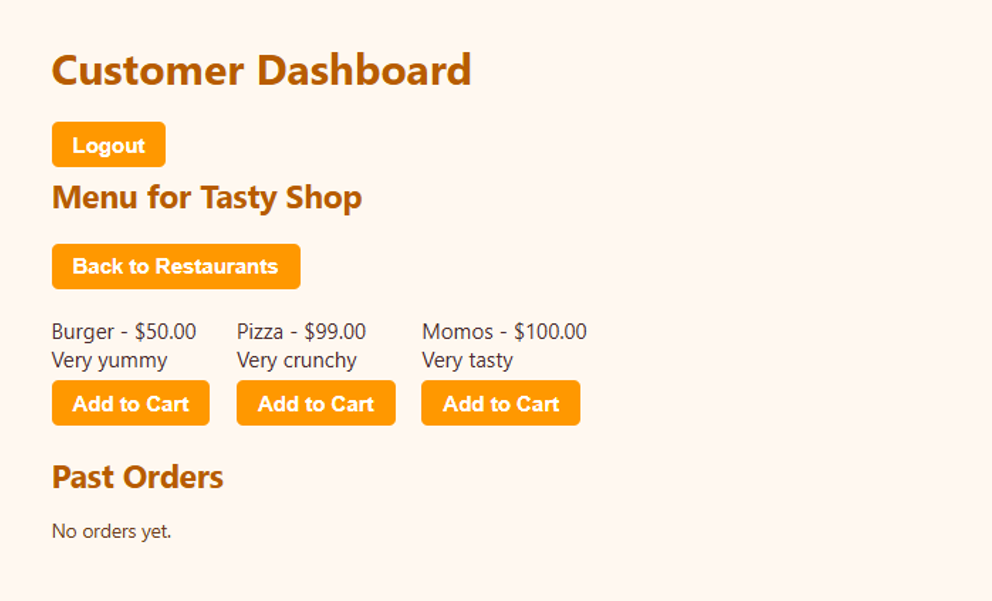 Customer Dashboard
Logout
Menu for Tasty Shop
Back to Restaurants
Burger - $50.00
Very yummy
Add to Cart
Pizza - $99.00
Very crunchy
Add to Cart
Momos - $100.00
Very tasty
Add to Cart
Past Orders
No orders yet.